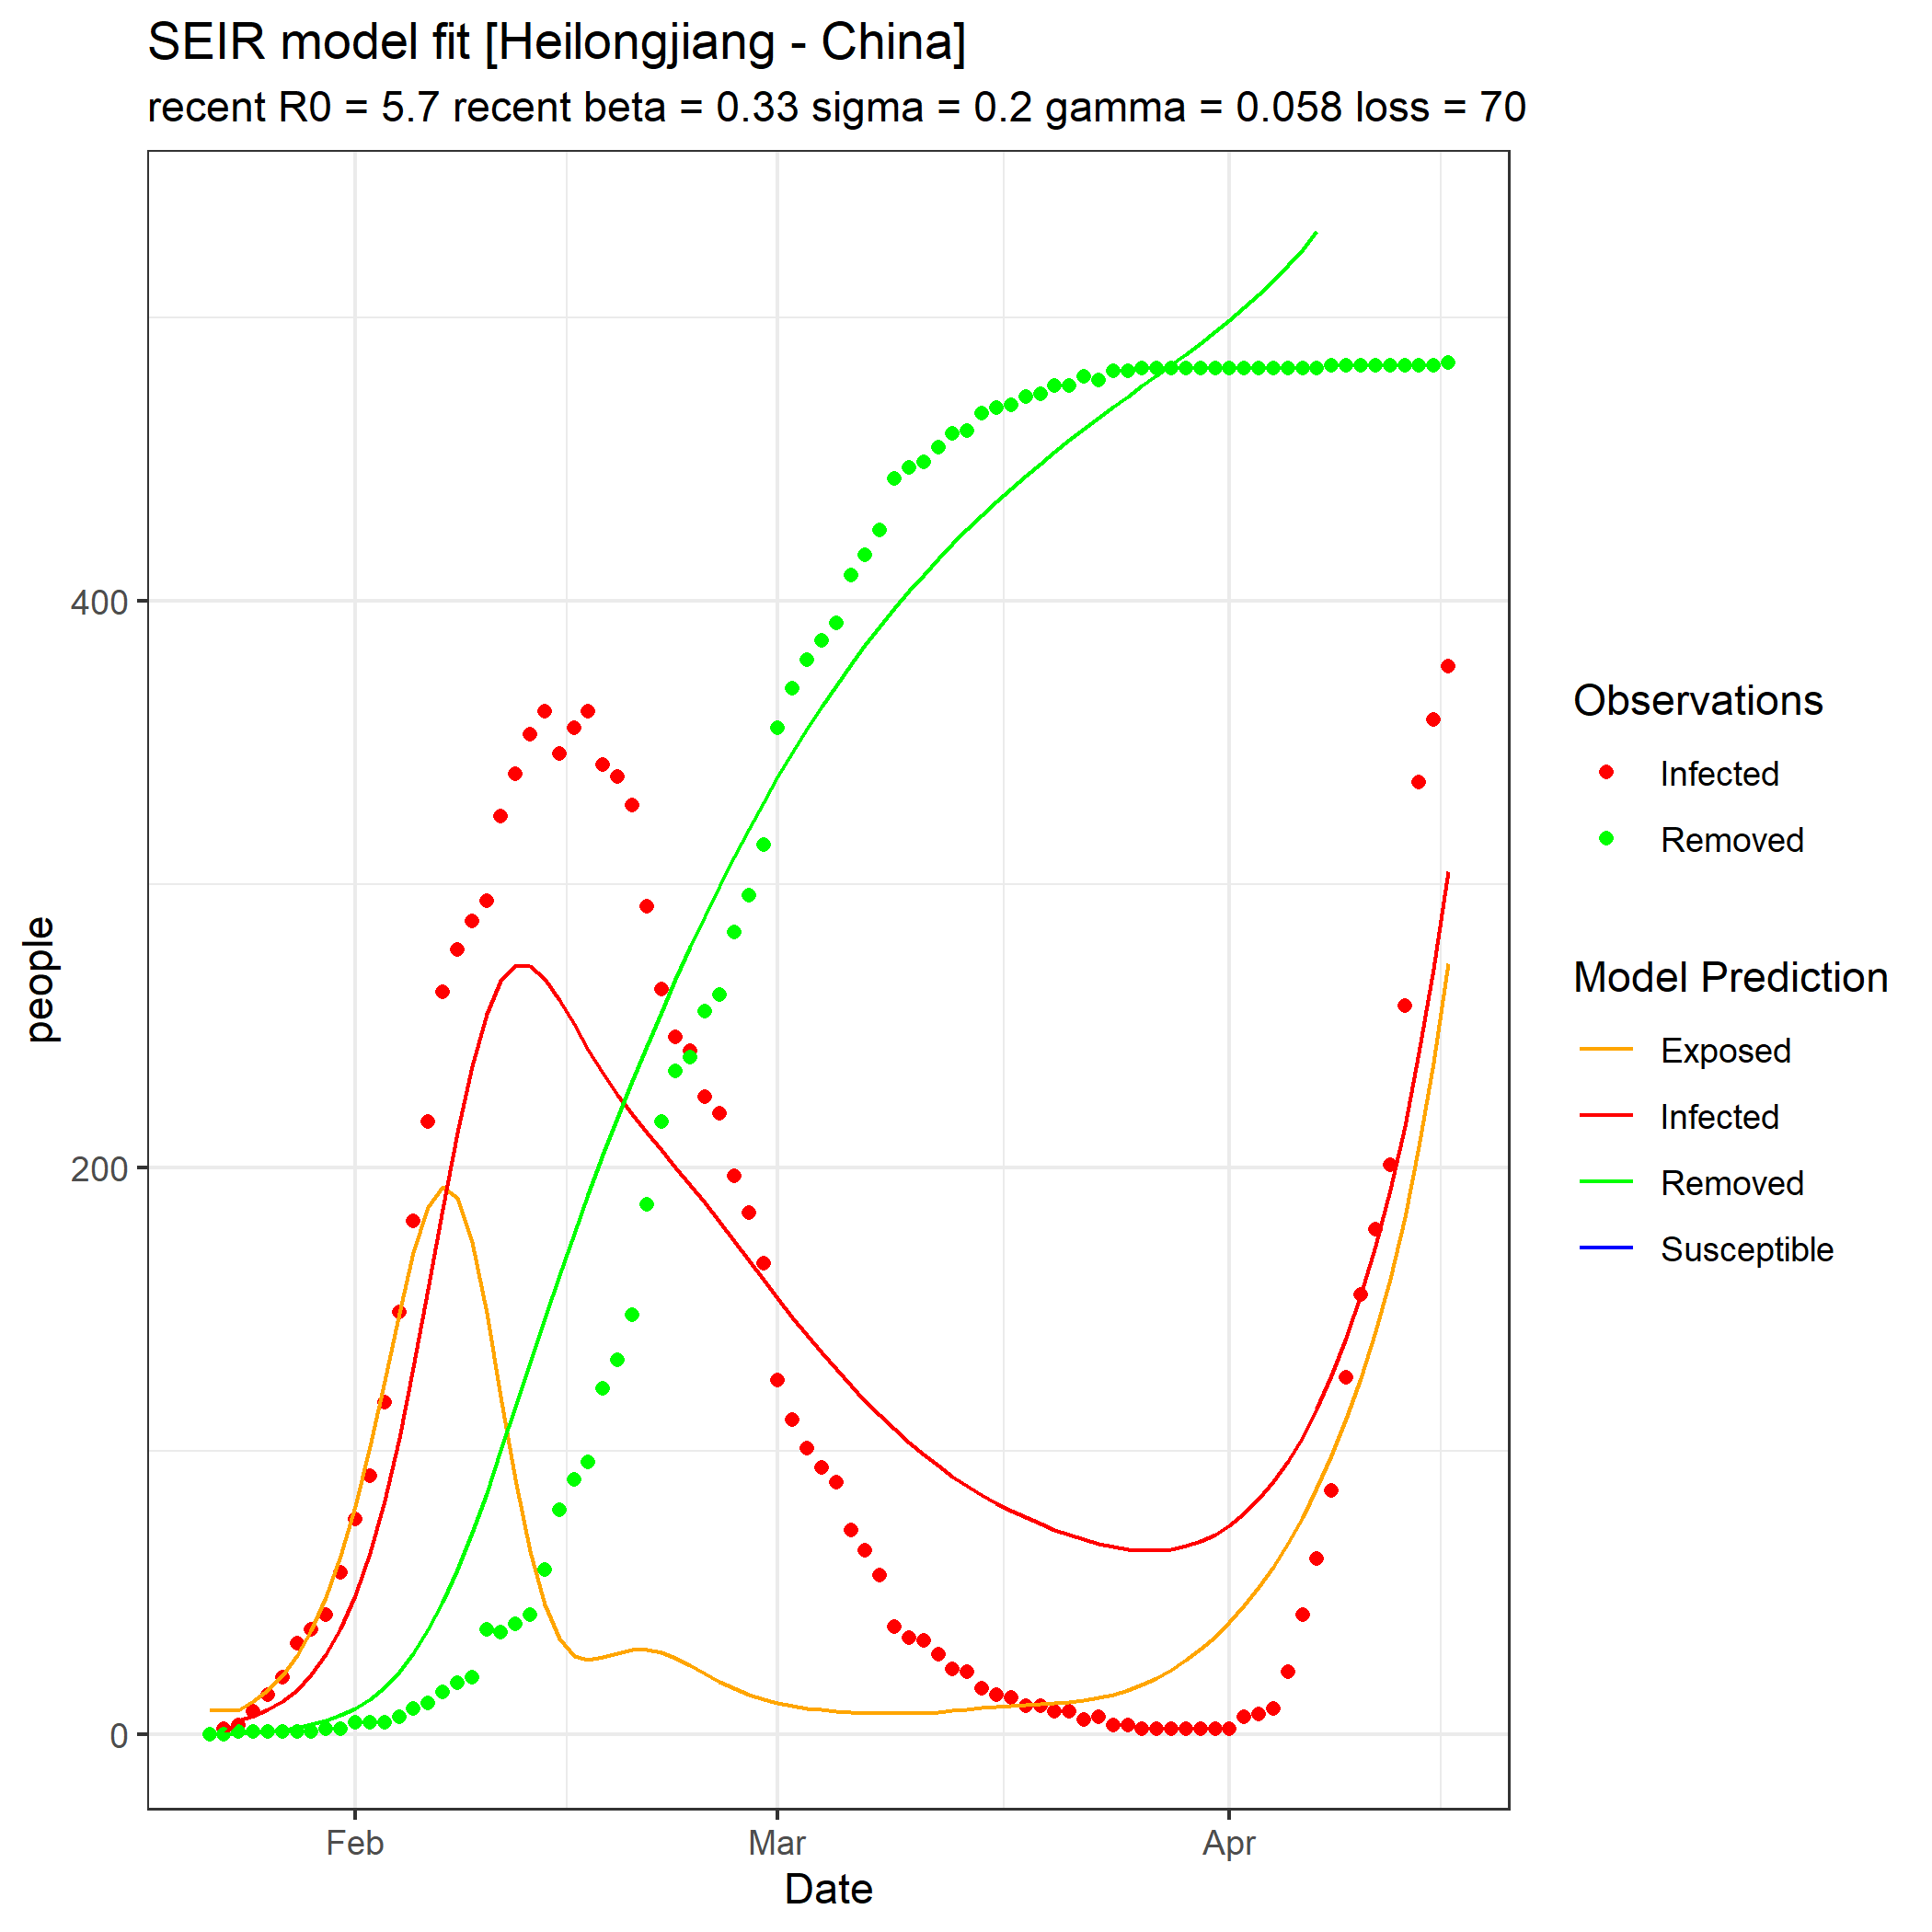 SEIR model fit [Heilongjiang - China]
recent R0 = 5.7 recent beta = 0.33 sigma = 0.2 gamma = 0.058 loss = 70
people
400
200
0
Feb
Mar
Apr
Date
Observations
Infected
Removed
Model Prediction
Exposed
Infected
Removed
Susceptible